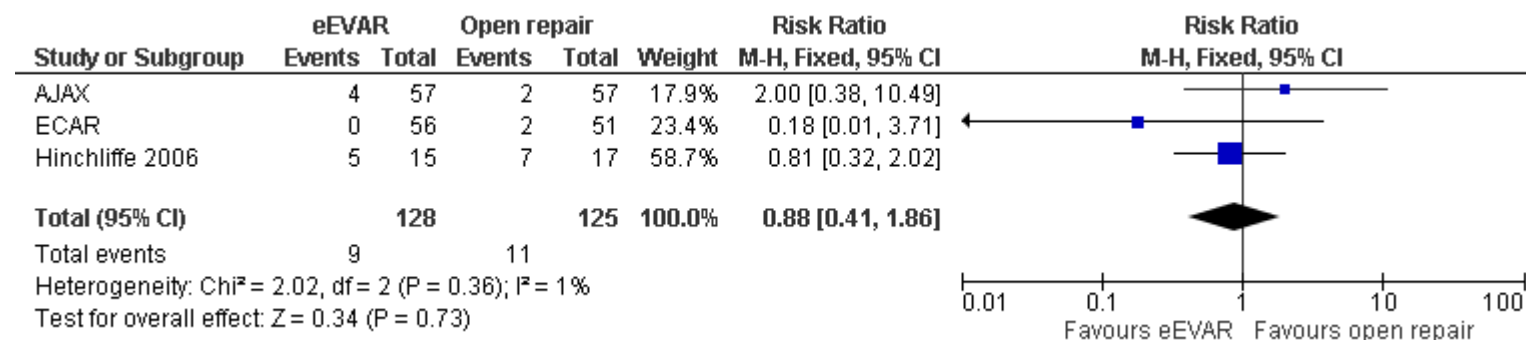 eEVAR Open repair Risk Ratio Risk Ratio
Study or Subgroup Events Total Events Total Weight M-H, Fixed, 95% CI M-H, Fixed, 95% CI
AJAX 4 57 2 57 17.9% 2.00 [0.38, 10.49]
ECAR 0 56 2 51 23.4% 0.18 [0.01, 3.71]
Hinchliffe 2006 5 15 7 17 58.7% 0.81 [0.32, 2.02]
Total (95% CI) 128 125 100.0% 0.88 [0.41, 1.86]
Total events 9 11
Heterogeneity: Chi² = 2.02, df = 2 (P = 0.36); I² = 1%
Test for overall effect: Z = 0.34 (P = 0.73)
0.01 0.1 1 10 100
Favours eEVAR Favours open repair